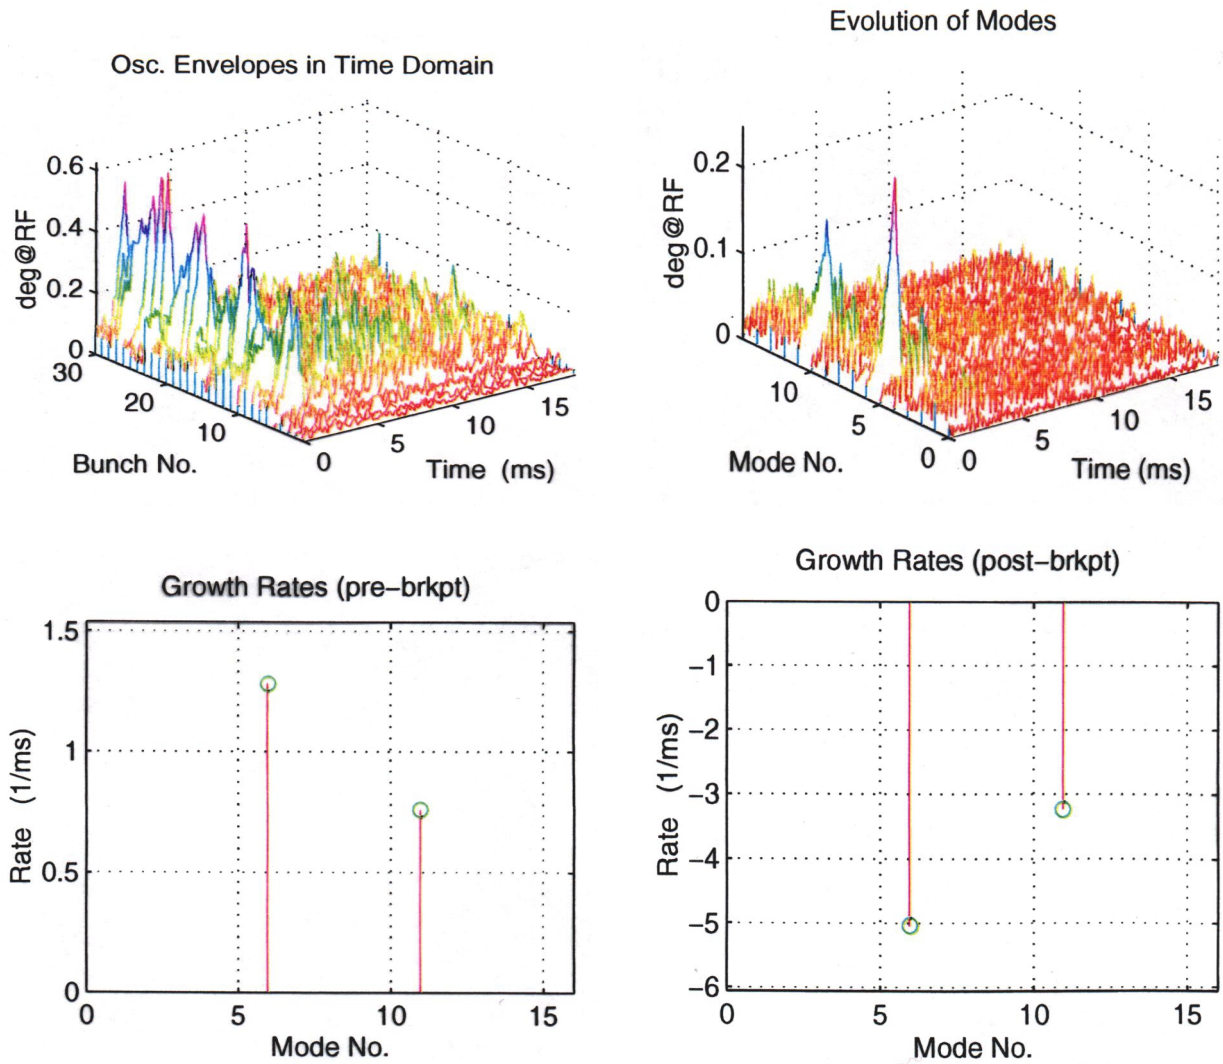 Osc. Envelopes in Time Domain
deg@RF
0.6
0.4
0.2
0
30
20
10
Bunch No.
0
5
10
15
Time (ms)
Evolution of Modes
deg@RF
0.2
0.1
0
10
5
0
Mode No.
0
5
10
15
Time (ms)
Growth Rates (pre–brkpt)
Rate (1/ms)
1.5
1
0.5
0
0
5
10
15
Mode No.
Growth Rates (post–brkpt)
Rate (1/ms)
0
−1
−2
−3
−4
−5
−6
0
5
10
15
Mode No.